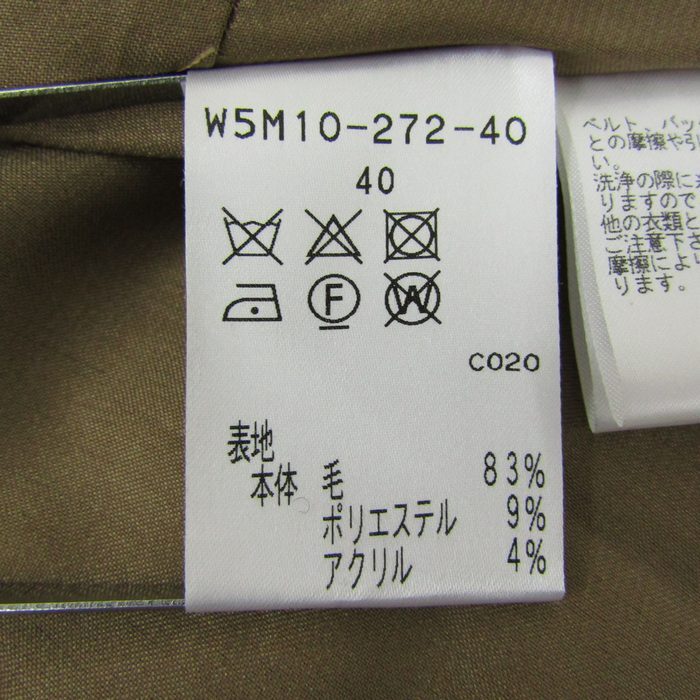 W5M10-272-40
40
F
W
C020
表地
本体 毛 83%
ポリエステル 9%
アクリル 4%
ベルト、バッ
との摩擦や引
い。
洗浄の際に
りますので
他の衣類と
ご注意下さ
摩擦により
ります。